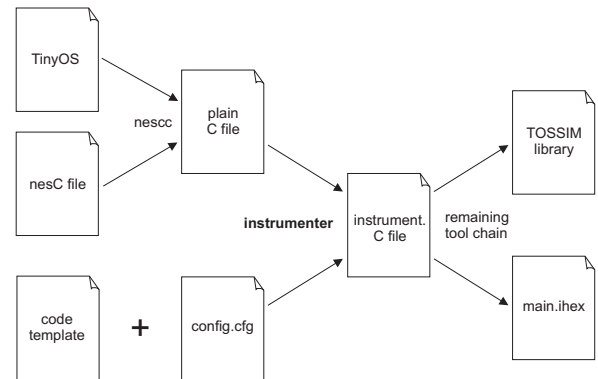 TinyOS
nescc
plain
C file
nesC file
TOSSIM
library
instrumenter
instrument.
C file
remaining
tool chain
code
template
+
config.cfg
main.ihex